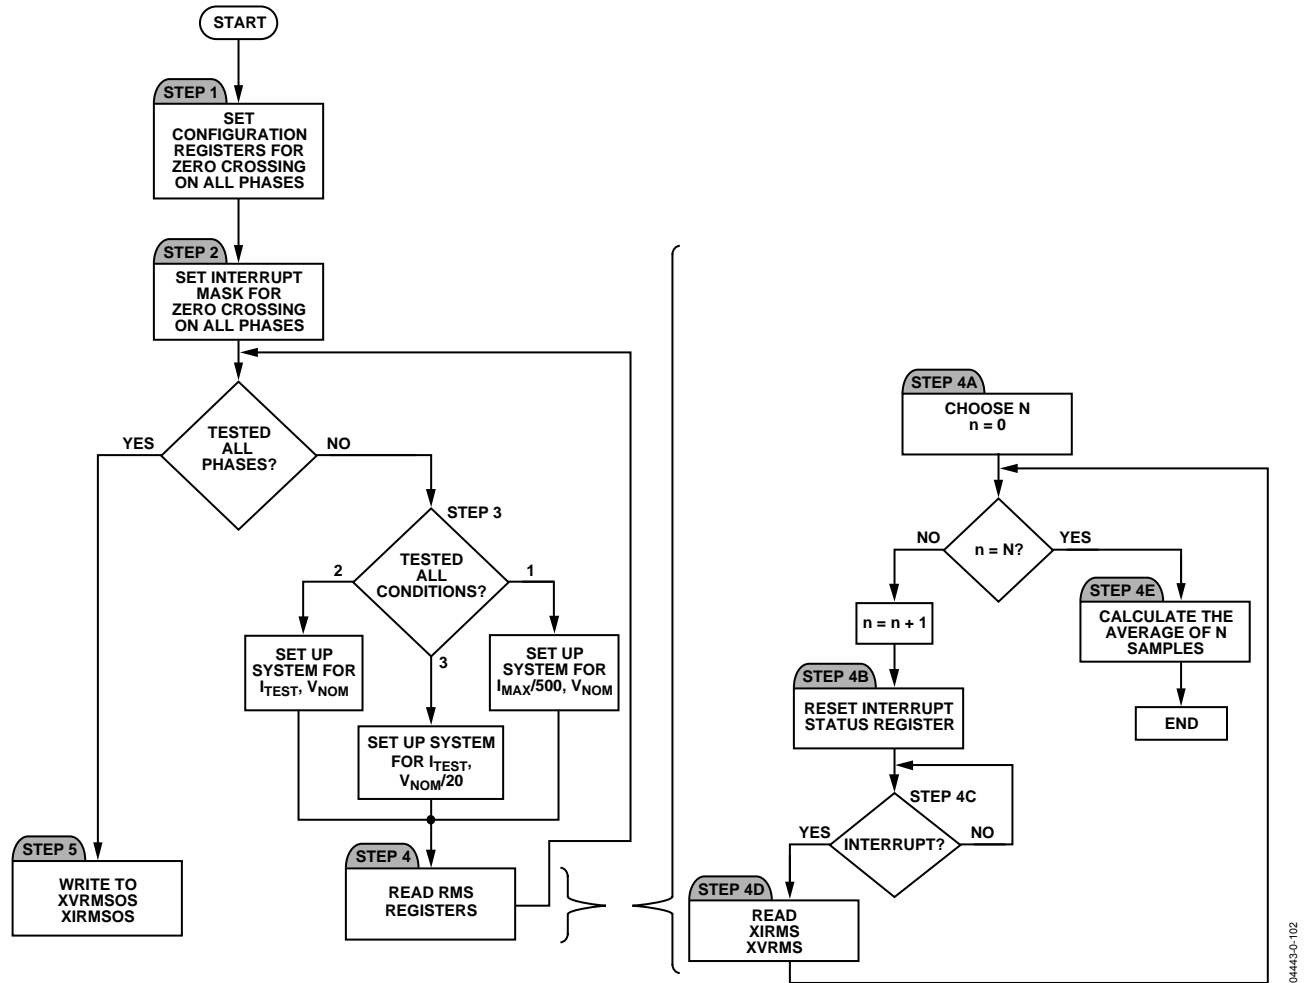 START
STEP 1
SET
CONFIGURATION
REGISTERS FOR
ZERO CROSSING
ON ALL PHASES
STEP 2
SET INTERRUPT
MASK FOR
ZERO CROSSING
ON ALL PHASES
YES
TESTED
ALL
PHASES?
NO
STEP 3
2
TESTED
ALL
CONDITIONS?
1
3
SET UP
SYSTEM FOR
ITEST, VNOM
SET UP
SYSTEM FOR
IMAX/500, VNOM
SET UP SYSTEM
FOR ITEST,
VNOM/20
STEP 5
WRITE TO
XVRMSOS
XIRMSOS
STEP 4
READ RMS
REGISTERS
STEP 4A
CHOOSE N
n = 0
NO
n = N?
YES
n = n + 1
STEP 4E
CALCULATE THE
AVERAGE OF N
SAMPLES
END
STEP 4B
RESET INTERRUPT
STATUS REGISTER
STEP 4C
YES
INTERRUPT?
NO
STEP 4D
READ
XIRMS
XVRMS
04443-0-102